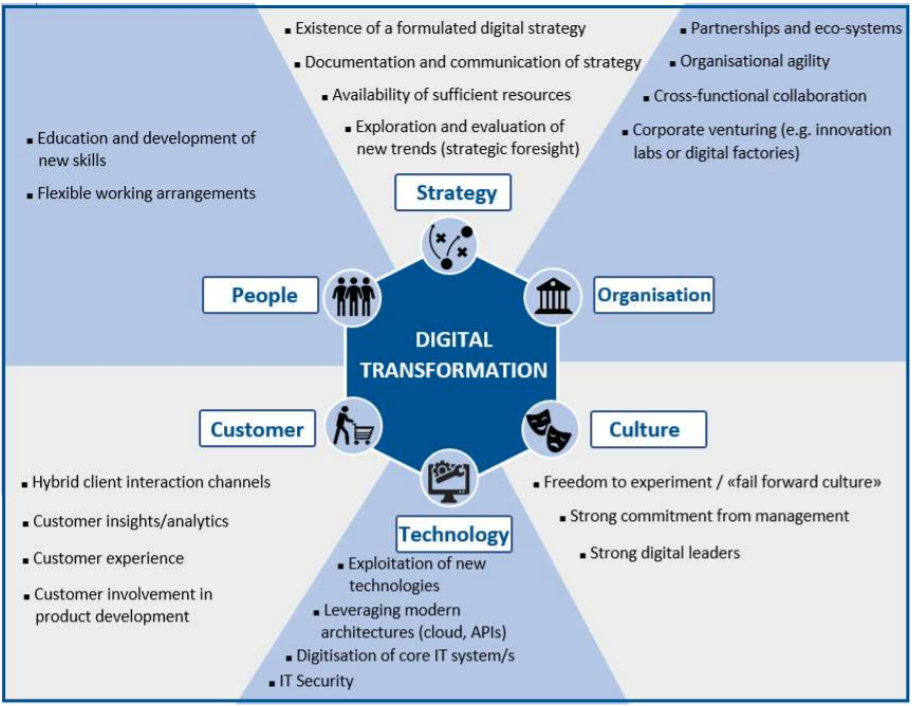 ▪ Existence of a formulated digital strategy
▪ Documentation and communication of strategy
▪ Availability of sufficient resources
▪ Exploration and evaluation of
new trends (strategic foresight)
Strategy
▪ Partnerships and eco-systems
▪ Organisational agility
▪ Cross-functional collaboration
▪ Corporate venturing (e.g. innovation
labs or digital factories)
Organisation
▪ Education and development of
new skills
▪ Flexible working arrangements
People
DIGITAL
TRANSFORMATION
Customer
▪ Hybrid client interaction channels
▪ Customer insights/analytics
▪ Customer experience
▪ Customer involvement in
product development
Technology
▪ Exploitation of new
technologies
▪ Leveraging modern
architectures (cloud, APIs)
▪ Digitisation of core IT system/s
▪ IT Security
Culture
▪ Freedom to experiment / «fail forward culture»
▪ Strong commitment from management
▪ Strong digital leaders